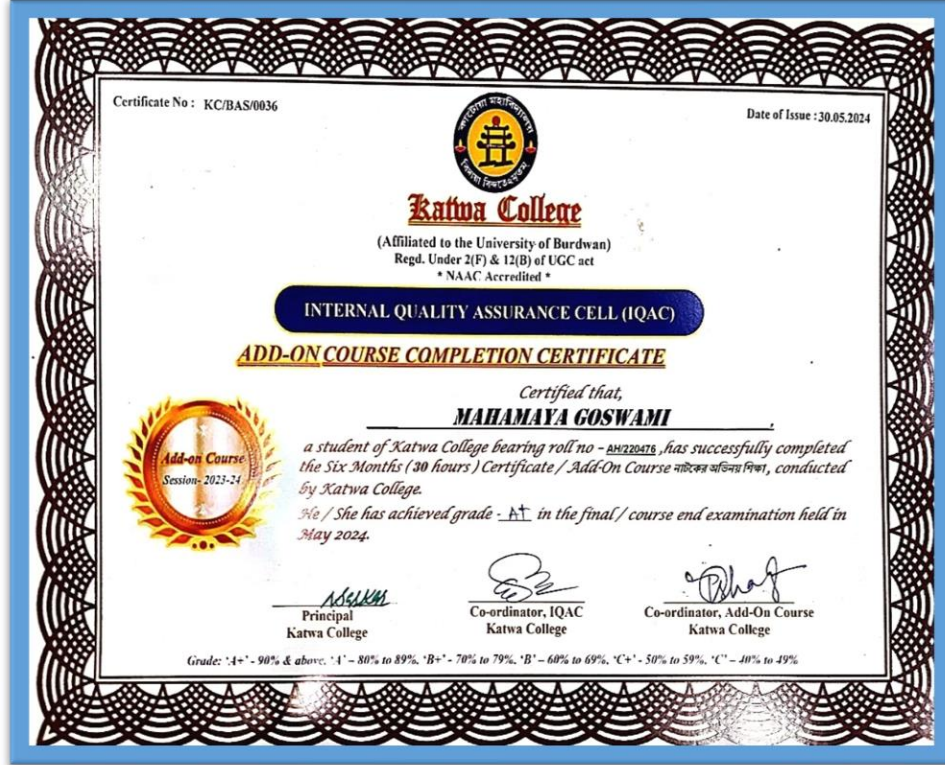 Certificate No : KC/BAS/0036
Date of Issue :30.05.2024
কাটোয়া মহাবিদ্যালয়
Katwa College
(Affiliated to the University of Burdwan)
Regd. Under 2(F) & 12(B) of UGC act
* NAAC Accredited *
INTERNAL QUALITY ASSURANCE CELL (IQAC)
ADD-ON COURSE COMPLETION CERTIFICATE
Certified that,
MAHAMAYA GOSWAMI,
Add-on Course
Session- 2023-24
a student of Katwa College bearing roll no - AH/220476 ,has successfully completed
the Six Months (30 hours) Certificate / Add-On Course নাটকের অভিনয় শিক্ষা, conducted
by Katwa College.
He / She has achieved grade - A+ in the final / course end examination held in
May 2024.
Principal
Katwa College
Co-ordinator, IQAC
Katwa College
Co-ordinator, Add-On Course
Katwa College
Grade: 'A+' - 90% & above, 'A' – 80% to 89%, 'B+' - 70% to 79%, 'B' – 60% to 69%, 'C+' - 50% to 59%, 'C' – 40% to 49%